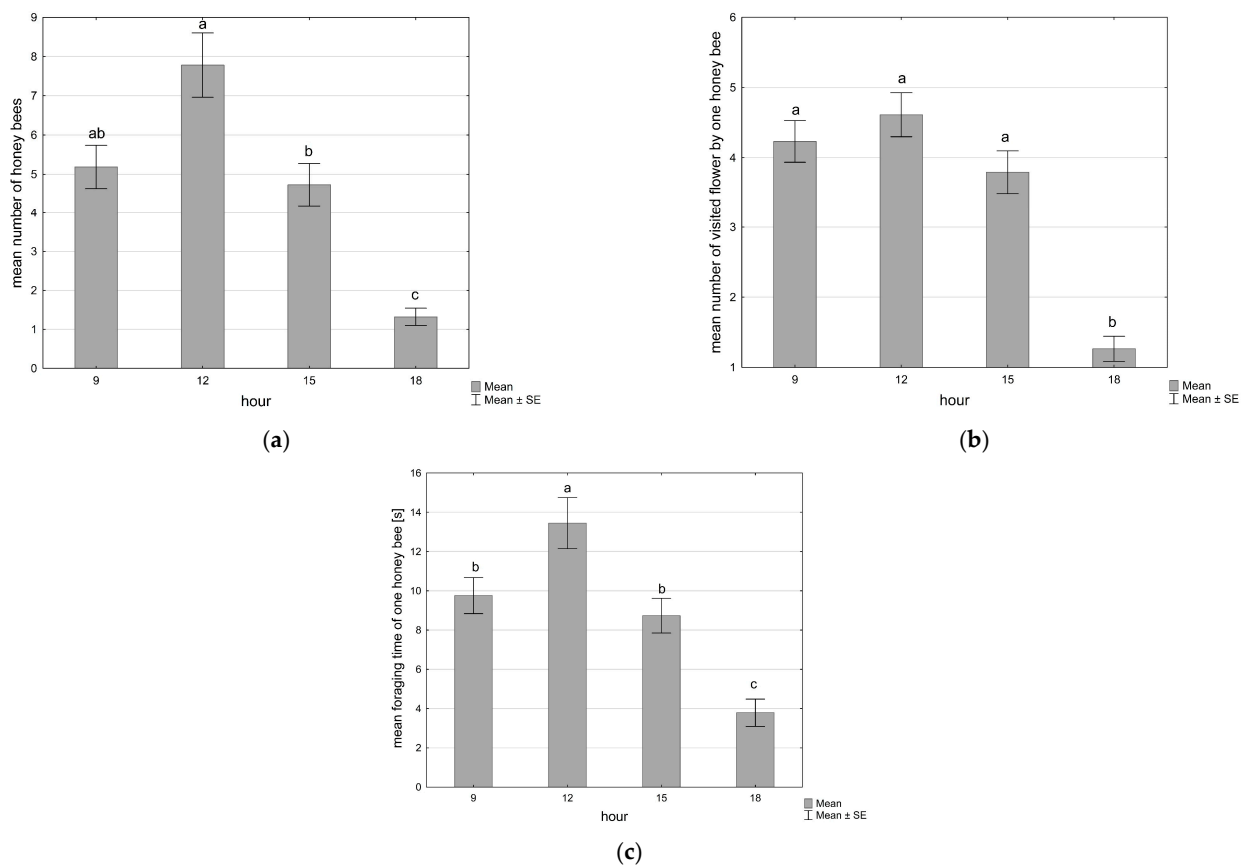 mean number of honey bees
9
8
7
6
5
4
3
2
1
0
ab
a
b
c
9 12 15 18
hour
Mean
Mean ± SE
(a)
mean number of visited flower by one honey bee
6
5
4
3
2
1
a
a
a
b
9 12 15 18
hour
Mean
Mean ± SE
(b)
mean foraging time of one honey bee [s]
16
14
12
10
8
6
4
2
0
b
a
b
c
9 12 15 18
hour
Mean
Mean ± SE
(c)